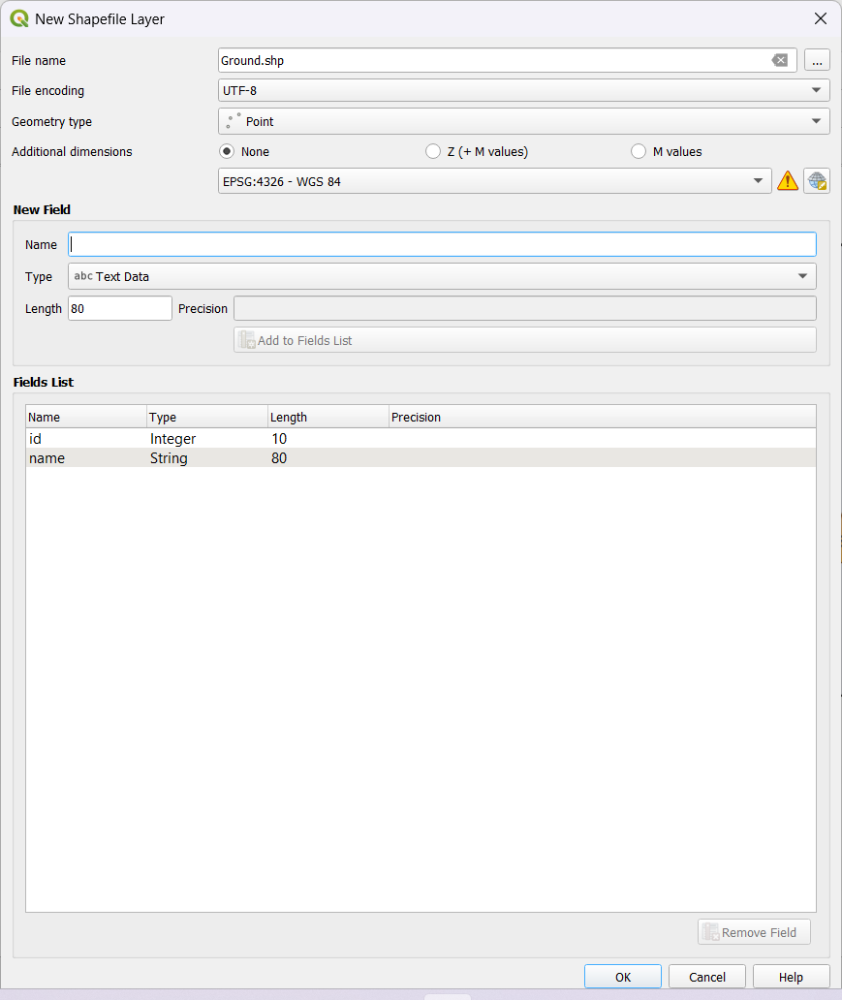 New Shapefile Layer
File name Ground.shp ...
File encoding UTF-8
Geometry type Point
Additional dimensions None Z (+ M values) M values
EPSG:4326 - WGS 84
New Field
Name
Type abc Text Data
Length 80 Precision
Add to Fields List
Fields List
Name Type Length Precision
id Integer 10
name String 80
Remove Field
OK Cancel Help